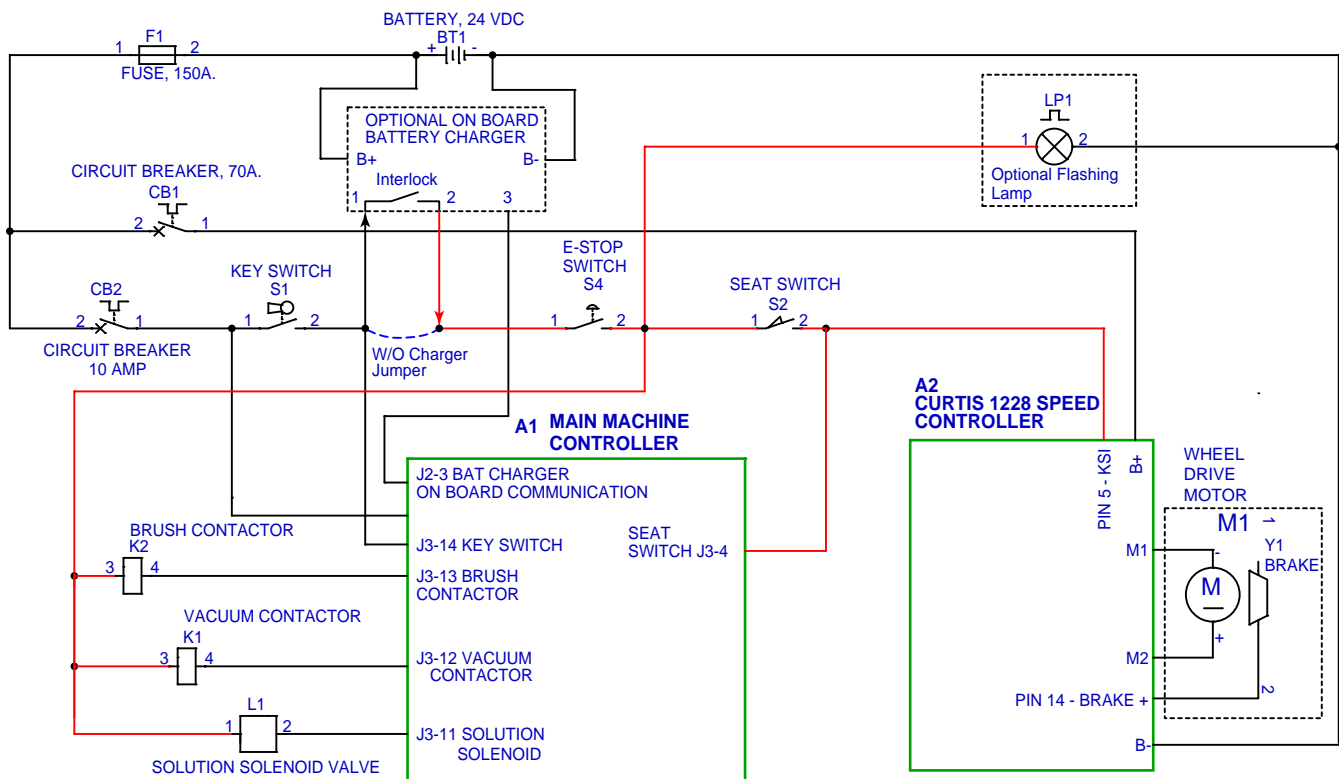 BATTERY, 24 VDC
BT1
+ -
F1
1 2
FUSE, 150A.
OPTIONAL ON BOARD
BATTERY CHARGER
B+ B-
Interlock
1 2 3
LP1
1 2
Optional Flashing
Lamp
CIRCUIT BREAKER, 70A.
CB1
2 1
CB2
2 1
CIRCUIT BREAKER
10 AMP
KEY SWITCH
S1
1 2
W/O Charger
Jumper
E-STOP
SWITCH
S4
1 2
SEAT SWITCH
S2
1 2
A1 MAIN MACHINE
CONTROLLER
J2-3 BAT CHARGER
ON BOARD COMMUNICATION
J3-14 KEY SWITCH
SEAT
SWITCH J3-4
J3-13 BRUSH
CONTACTOR
J3-12 VACUUM
CONTACTOR
J3-11 SOLUTION
SOLENOID
BRUSH CONTACTOR
K2
3 4
VACUUM CONTACTOR
K1
3 4
L1
1 2
SOLUTION SOLENOID VALVE
A2
CURTIS 1228 SPEED
CONTROLLER
PIN 5 - KSI
B+
M1
M2
PIN 14 - BRAKE +
B-
WHEEL
DRIVE
MOTOR
M1
1
Y1
BRAKE
-
M
+
2